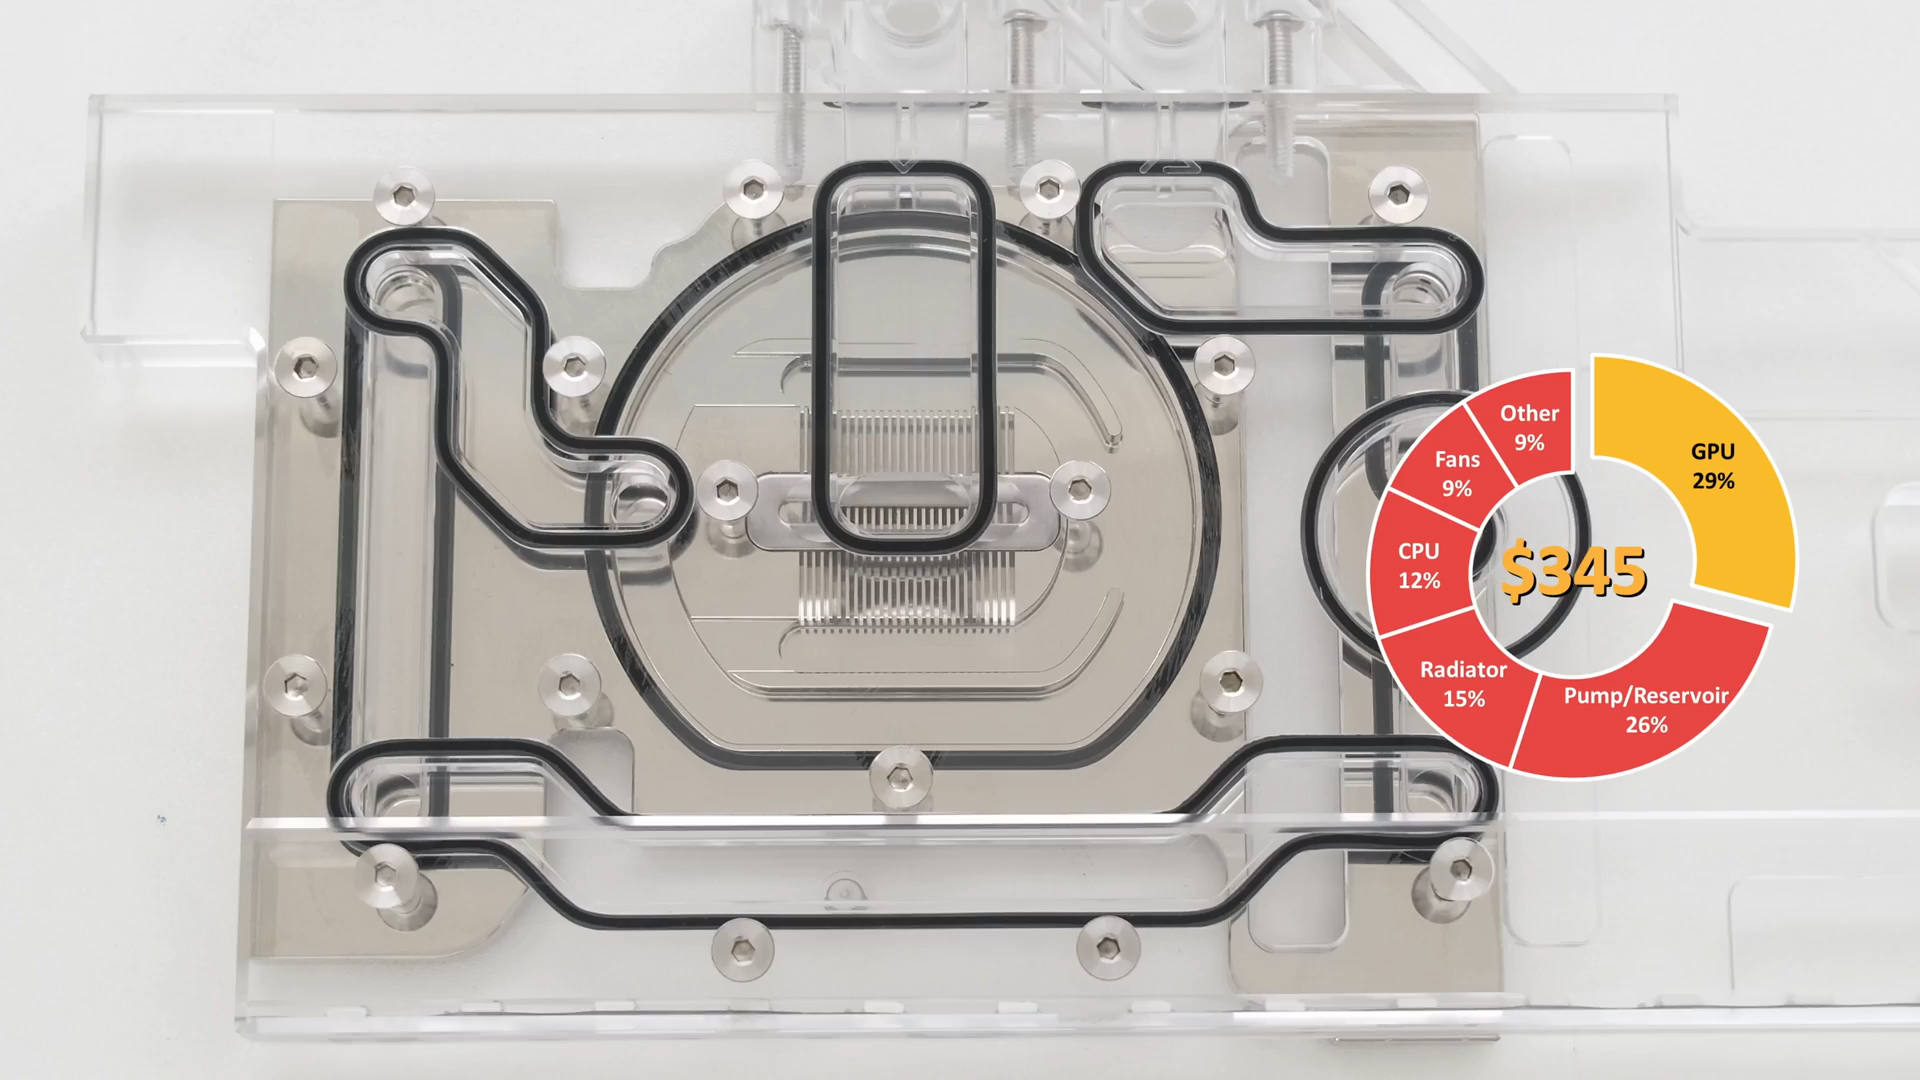 Other
9%
GPU
29%
Fans
9%
CPU
12%
$345
Radiator
15%
Pump/Reservoir
26%